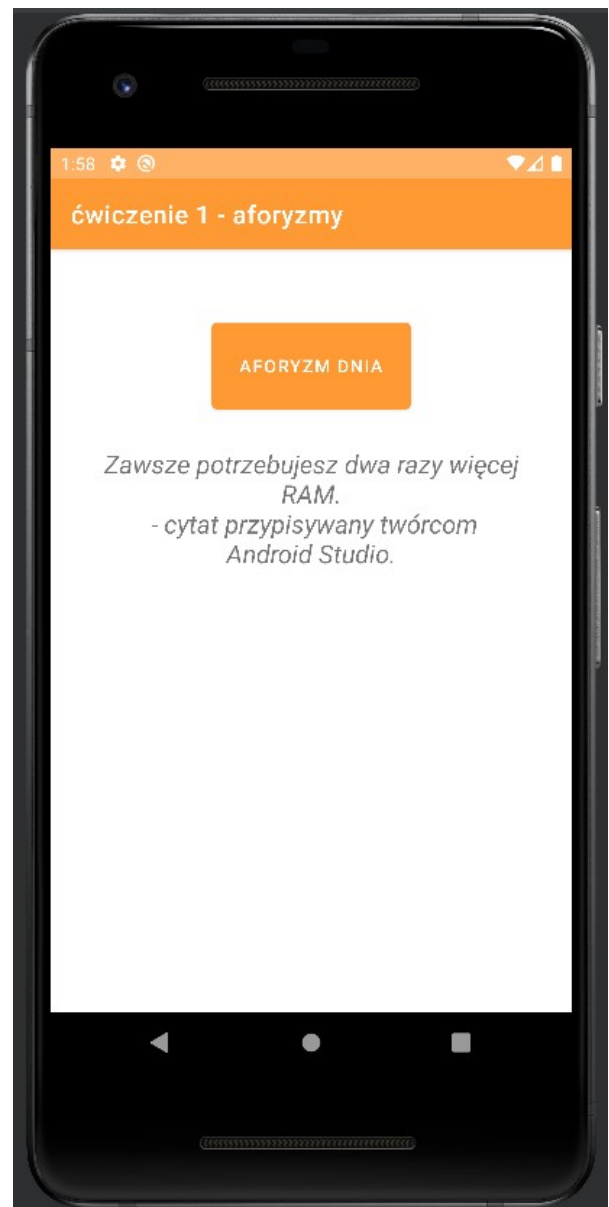 1:58
ćwiczenie 1 - aforyzmy
AFORYZM DNIA
Zawsze potrzebujesz dwa razy więcej
RAM.
- cytat przypisywany twórcom
Android Studio.